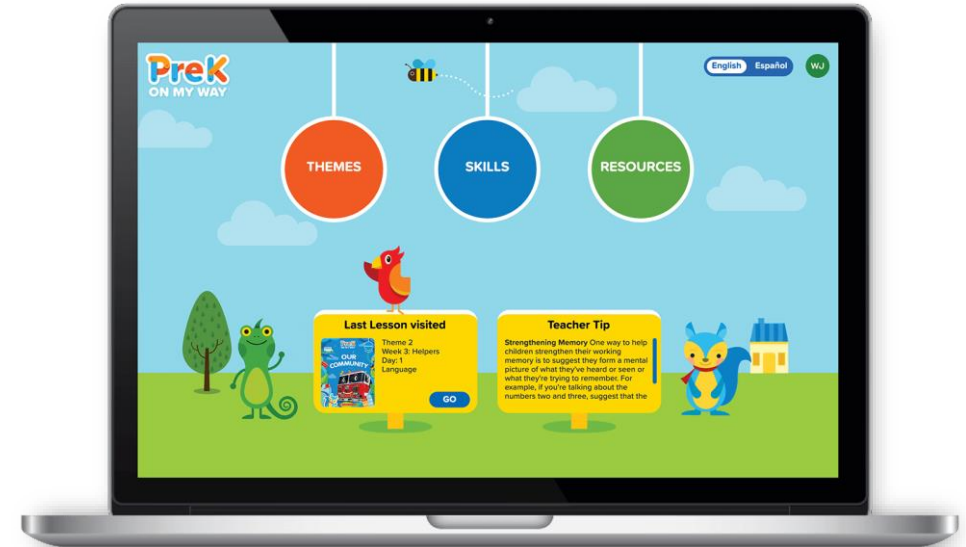 PreK
ON MY WAY
English Español
WJ
THEMES
SKILLS
RESOURCES
Last Lesson visited
OUR
COMMUNITY
Theme 2
Week 3: Helpers
Day: 1
Language
GO
Teacher Tip
Strengthening Memory One way to help
children strengthen their working
memory is to suggest they form a mental
picture of what they've heard or seen or
what they're trying to remember. For
example, if you're talking about the
numbers two and three, suggest that the